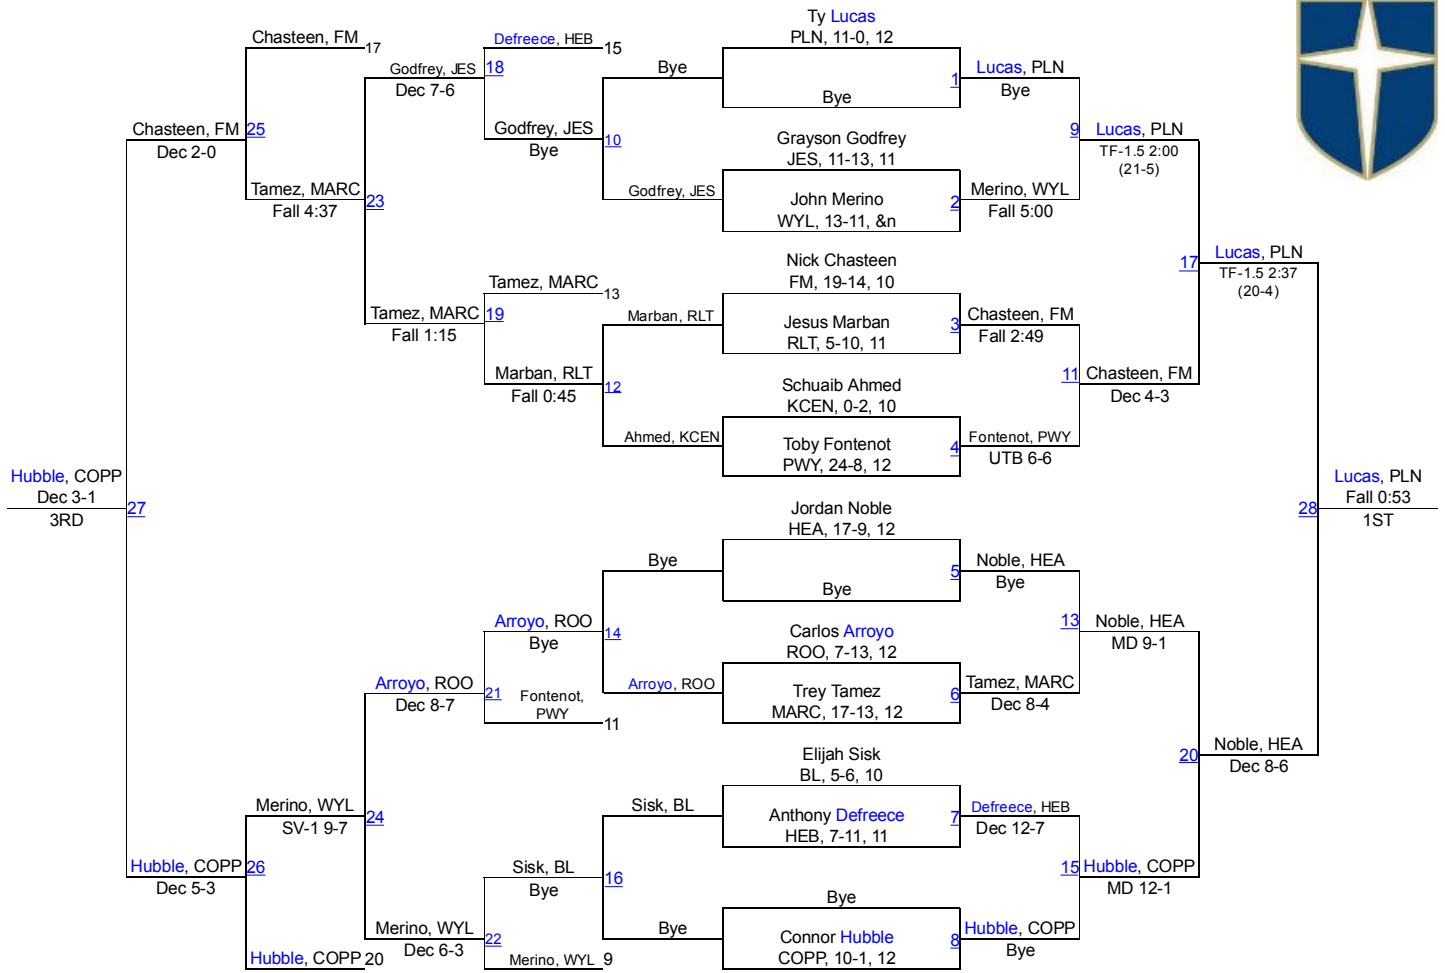 Ty Lucas
PLN, 11-0, 12
Bye
1
Lucas, PLN
Bye
Grayson Godfrey
JES, 11-13, 11
John Merino
WYL, 13-11, &n
2
Merino, WYL
Fall 5:00
9
Lucas, PLN
TF-1.5 2:00
(21-5)
Nick Chasteen
FM, 19-14, 10
Jesus Marban
RLT, 5-10, 11
3
Chasteen, FM
Fall 2:49
Schuaib Ahmed
KCEN, 0-2, 10
Toby Fontenot
PWY, 24-8, 12
4
Fontenot, PWY
UTB 6-6
11
Chasteen, FM
Dec 4-3
17
Lucas, PLN
TF-1.5 2:37
(20-4)
Jordan Noble
HEA, 17-9, 12
Bye
5
Noble, HEA
Bye
Carlos Arroyo
ROO, 7-13, 12
Trey Tamez
MARC, 17-13, 12
6
Tamez, MARC
Dec 8-4
13
Noble, HEA
MD 9-1
Elijah Sisk
BL, 5-6, 10
Anthony Defreece
HEB, 7-11, 11
7
Defreece, HEB
Dec 12-7
Bye
Connor Hubble
COPP, 10-1, 12
8
Hubble, COPP
Bye
15
Hubble, COPP
MD 12-1
20
Noble, HEA
Dec 8-6
28
Lucas, PLN
Fall 0:53
1ST
Bye
Godfrey, JES
10
Godfrey, JES
Bye
Defreece, HEB
15
18
Godfrey, JES
Dec 7-6
Marban, RLT
Ahmed, KCEN
12
Marban, RLT
Fall 0:45
Tamez, MARC
13
19
Tamez, MARC
Fall 1:15
23
Tamez, MARC
Fall 4:37
Chasteen, FM
17
25
Chasteen, FM
Dec 2-0
Bye
Arroyo, ROO
14
Arroyo, ROO
Bye
Fontenot,
PWY
11
21
Arroyo, ROO
Dec 8-7
Sisk, BL
Bye
16
Sisk, BL
Bye
Merino, WYL
9
22
Merino, WYL
Dec 6-3
24
Merino, WYL
SV-1 9-7
Hubble, COPP
20
26
Hubble, COPP
Dec 5-3
27
Hubble, COPP
Dec 3-1
3RD